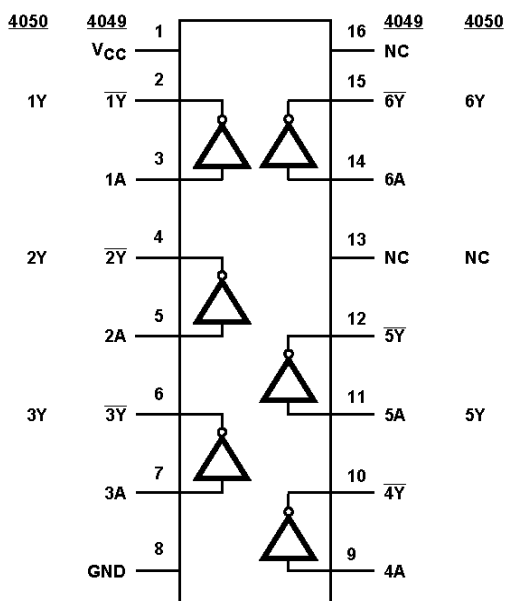 4050 4049 1 16 4049 4050
VCC NC
2 15
1Y 1Y 6Y 6Y
3 14
1A 6A
4 13
2Y 2Y NC NC
5 12
2A 5Y
6 11
3Y 3Y 5A 5Y
7 10
3A 4Y
8 9
GND 4A